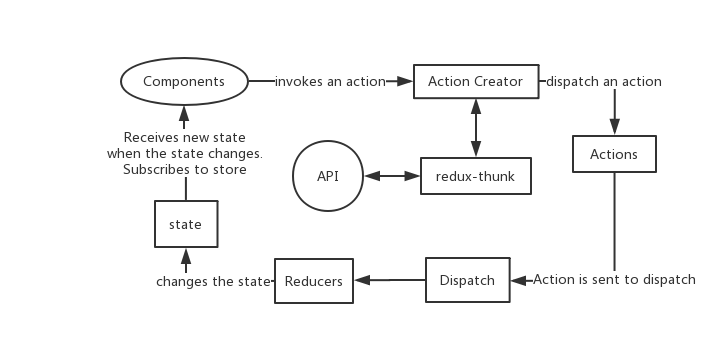 Components
invokes an action
Action Creator
dispatch an action
Receives new state
when the state changes.
Subscribes to store
Actions
API
redux-thunk
state
changes the state
Reducers
Dispatch
Action is sent to dispatch